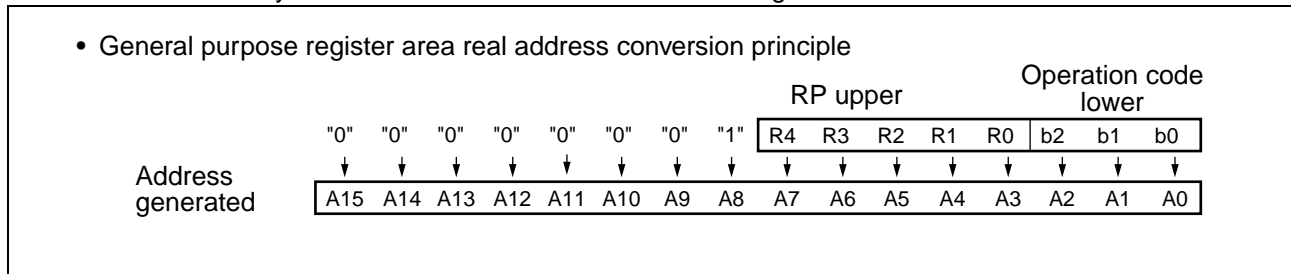 • General purpose register area real address conversion principle
Operation code
RP upper lower
"0" "0" "0" "0" "0" "0" "0" "1" R4 R3 R2 R1 R0 b2 b1 b0
Address
generated
A15 A14 A13 A12 A11 A10 A9 A8 A7 A6 A5 A4 A3 A2 A1 A0